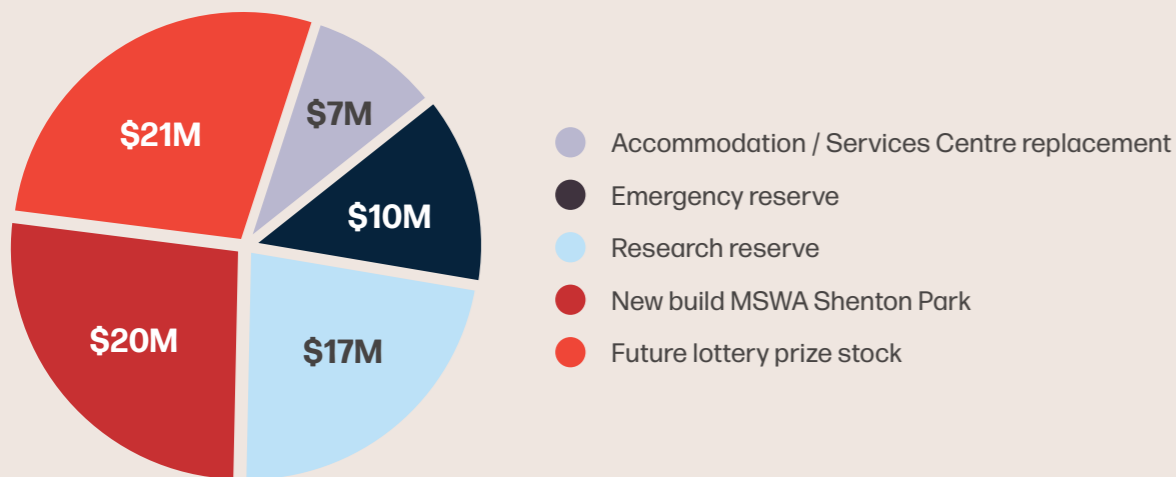 $7M
$21M
$10M
$20M
$17M
Accommodation / Services Centre replacement
Emergency reserve
Research reserve
New build MSWA Shenton Park
Future lottery prize stock